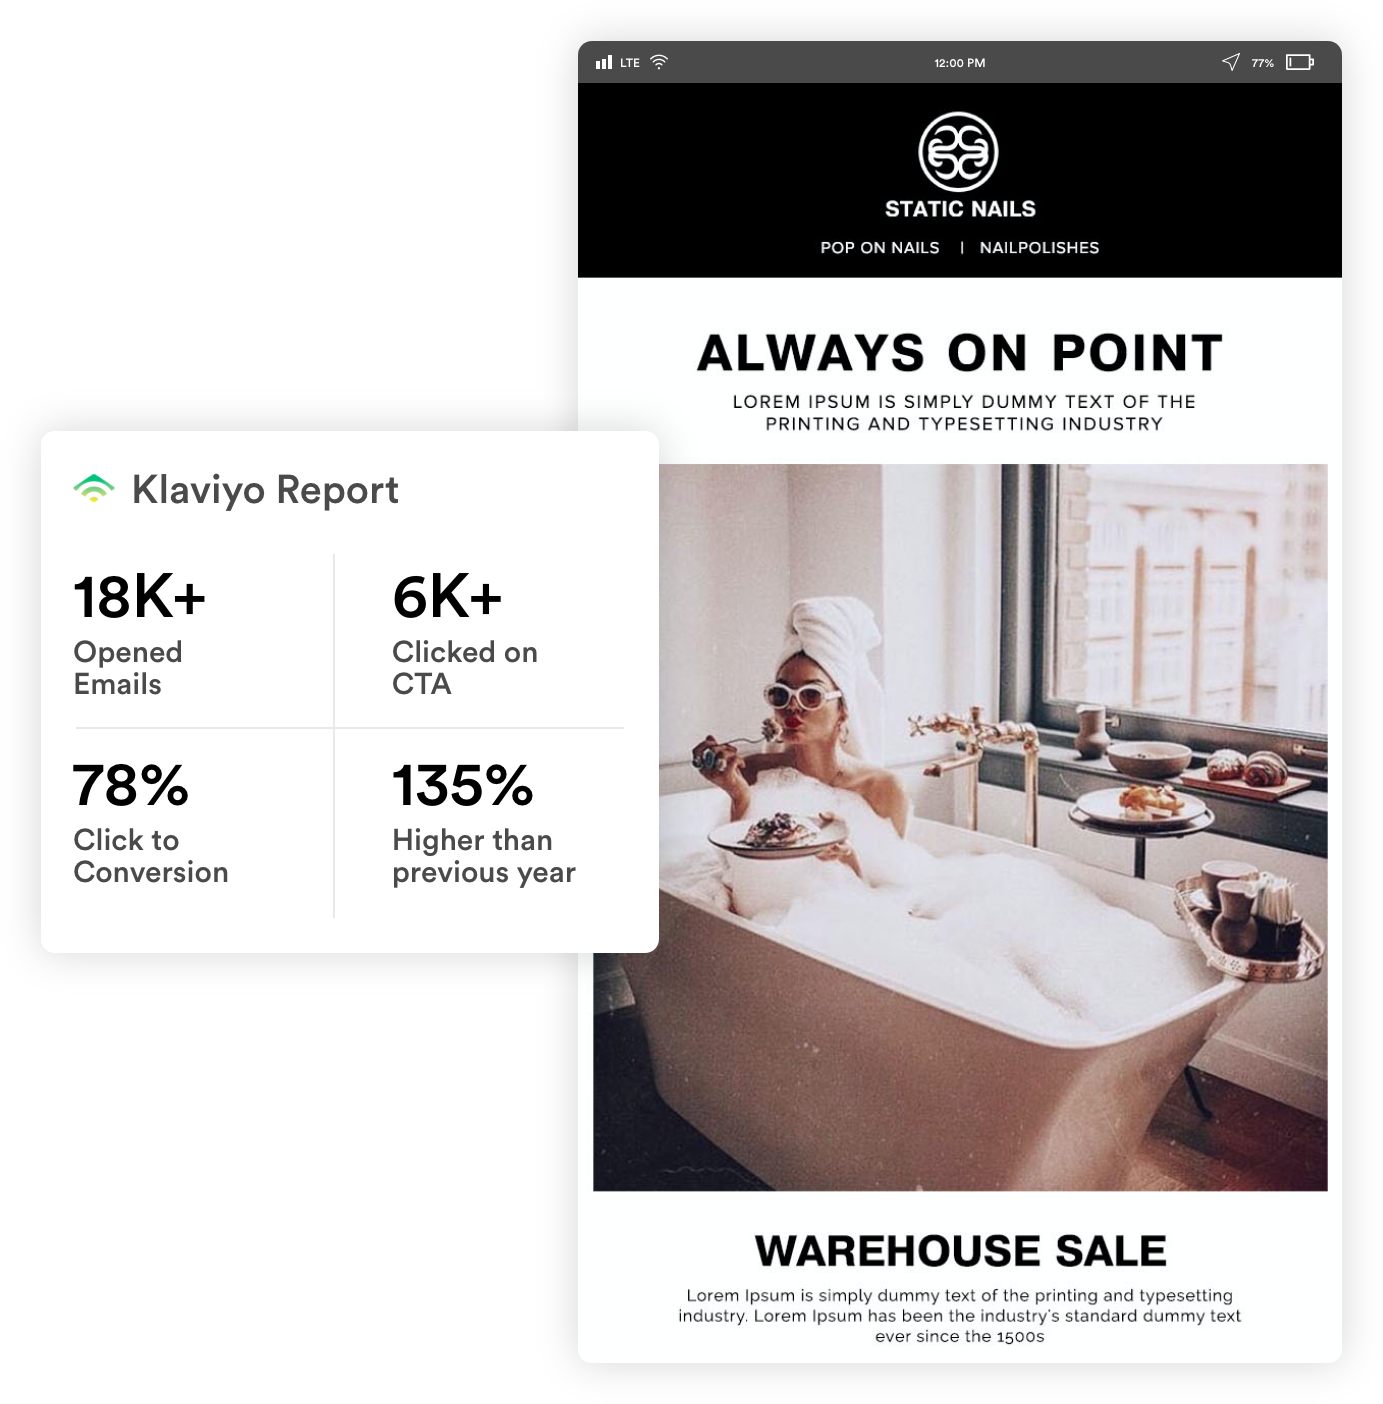 LTE
12:00 PM
77%
STATIC NAILS
POP ON NAILS | NAILPOLISHES
ALWAYS ON POINT
LOREM IPSUM IS SIMPLY DUMMY TEXT OF THE
PRINTING AND TYPESETTING INDUSTRY
Klaviyo Report
18K+
Opened
Emails
6K+
Clicked on
CTA
78%
Click to
Conversion
135%
Higher than
previous year
WAREHOUSE SALE
Lorem Ipsum is simply dummy text of the printing and typesetting
industry. Lorem Ipsum has been the industry's standard dummy text
ever since the 1500s